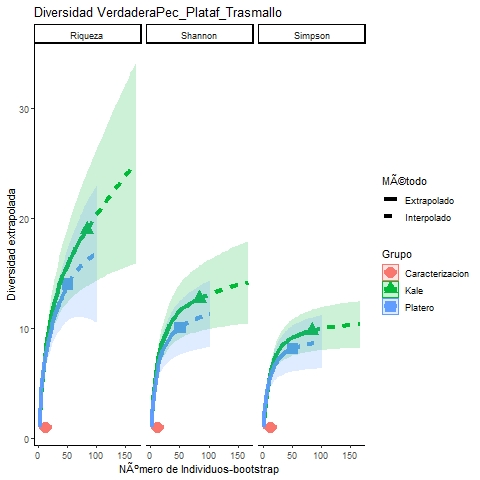 Diversidad VerdaderaPec_Plataf_Trasmallo
Riqueza
Shannon
Simpson
Diversidad extrapolada
30
20
10
0
0 50 100 150
0 50 100 150
0 50 100 150
NÃºmero de Individuos-bootstrap
MÃ©todo
Extrapolado
Interpolado
Grupo
Caracterizacion
Kale
Platero